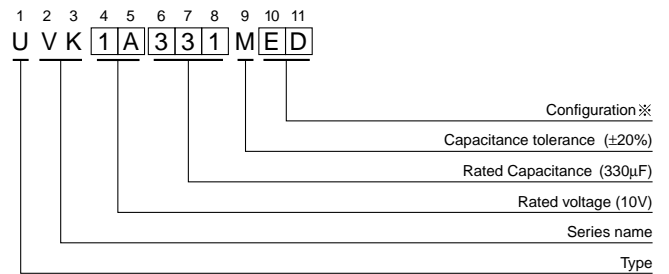 1 2 3 4 5 6 7 8 9 10 11
U V K 1 A 3 3 1 M E D
Configuration※
Capacitance tolerance (±20%)
Rated Capacitance (330μF)
Rated voltage (10V)
Series name
Type